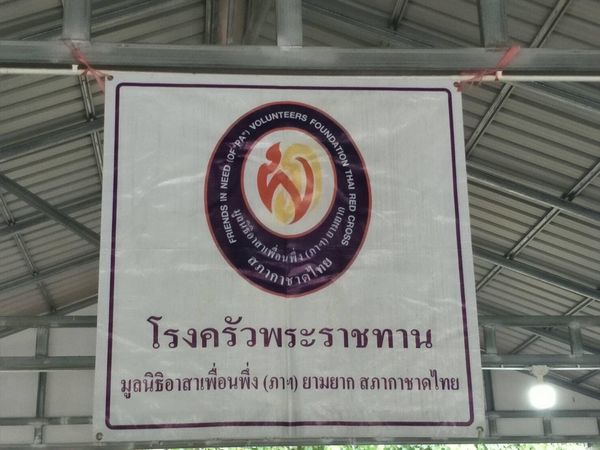 FRIENDS IN NEED (OF "PA") VOLUNTEERS FOUNDATION THAI RED CROSS
มูลนิธิอาสาเพื่อนพึ่ง (ภาฯ) ยามยาก
สภากาชาดไทย
โรงครัวพระราชทาน
มูลนิธิอาสาเพื่อนพึ่ง (ภาฯ) ยามยาก สภากาชาดไทย